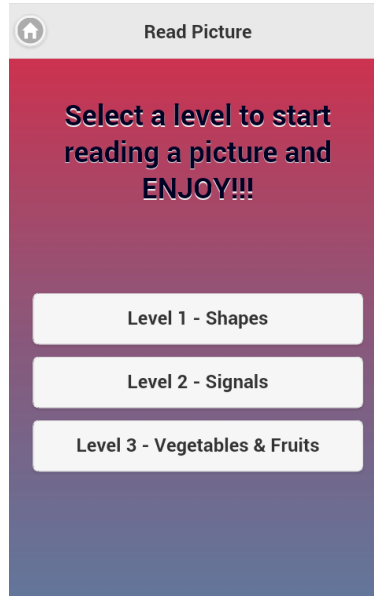 Read Picture
Select a level to start
reading a picture and
ENJOY!!!
Level 1 - Shapes
Level 2 - Signals
Level 3 - Vegetables & Fruits